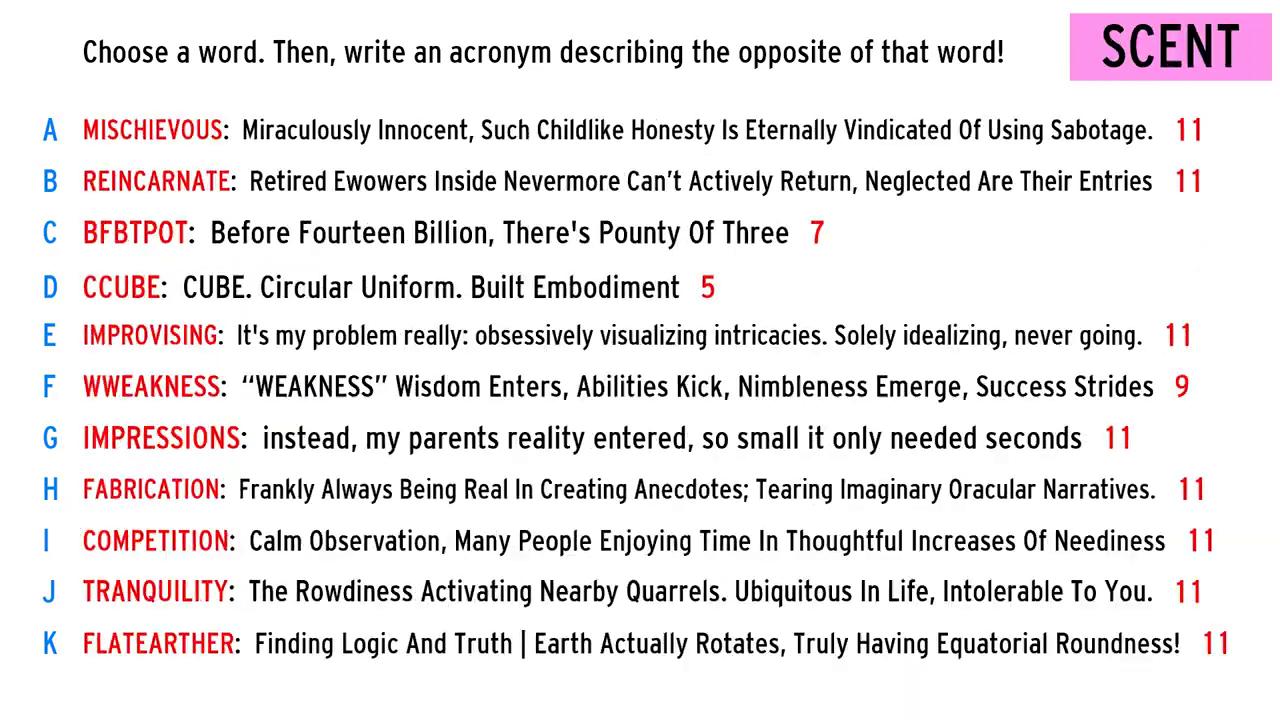 Choose a word. Then, write an acronym describing the opposite of that word!
SCENT
A MISCHIEVOUS: Miraculously Innocent, Such Childlike Honesty Is Eternally Vindicated Of Using Sabotage. 11
B REINCARNATE: Retired Ewowers Inside Nevermore Can't Actively Return, Neglected Are Their Entries 11
C BFBTPOT: Before Fourteen Billion, There's Pounty Of Three 7
D CCUBE: CUBE. Circular Uniform. Built Embodiment 5
E IMPROVISING: It's my problem really: obsessively visualizing intricacies. Solely idealizing, never going. 11
F WWEAKNESS: “WEAKNESS” Wisdom Enters, Abilities Kick, Nimbleness Emerge, Success Strides 9
G IMPRESSIONS: instead, my parents reality entered, so small it only needed seconds 11
H FABRICATION: Frankly Always Being Real In Creating Anecdotes; Tearing Imaginary Oracular Narratives. 11
I COMPETITION: Calm Observation, Many People Enjoying Time In Thoughtful Increases Of Neediness 11
J TRANQUILITY: The Rowdiness Activating Nearby Quarrels. Ubiquitous In Life, Intolerable To You. 11
K FLATEARTHER: Finding Logic And Truth | Earth Actually Rotates, Truly Having Equatorial Roundness! 11